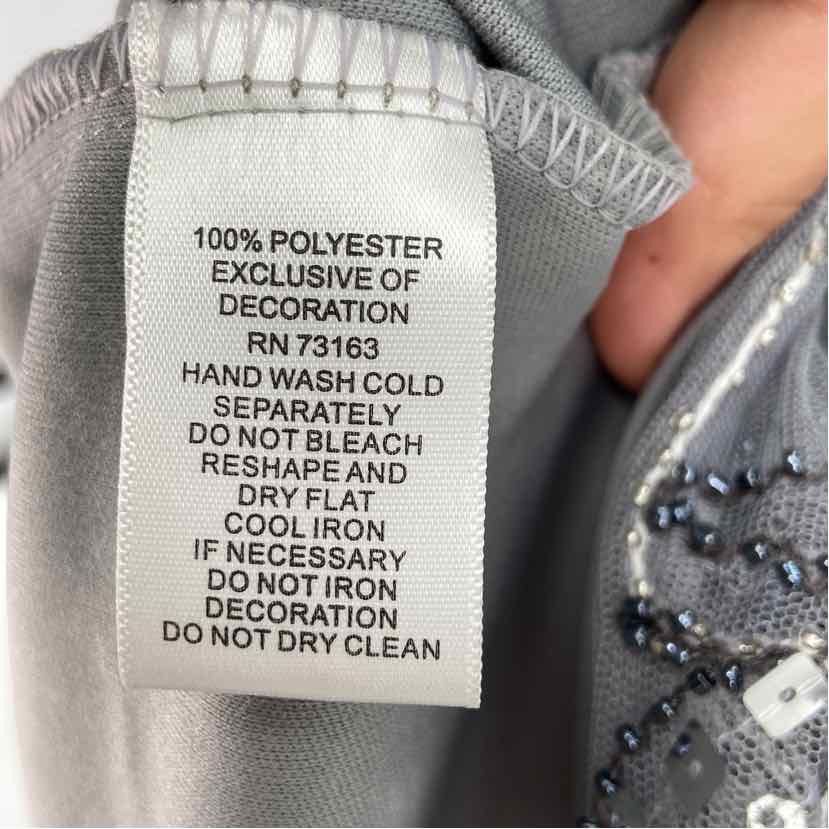 100% POLYESTER
EXCLUSIVE OF
DECORATION
RN 73163
HAND WASH COLD
SEPARATELY
DO NOT BLEACH
RESHAPE AND
DRY FLAT
COOL IRON
IF NECESSARY
DO NOT IRON
DECORATION
DO NOT DRY CLEAN